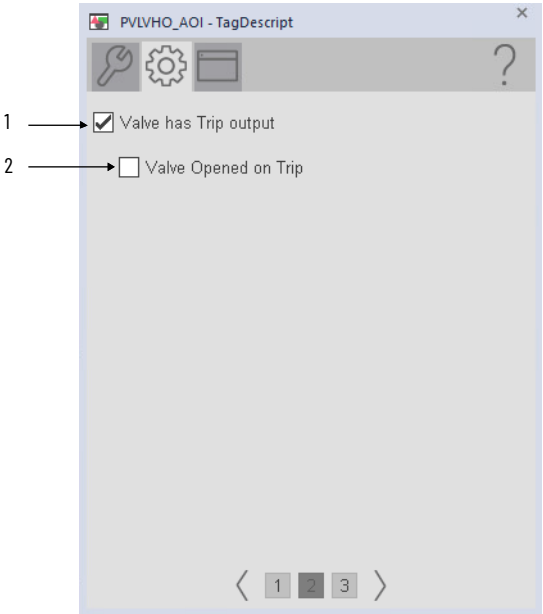 PVLVHO_AOI - TagDescript
×
?
1 Valve has Trip output
2 Valve Opened on Trip
1 2 3